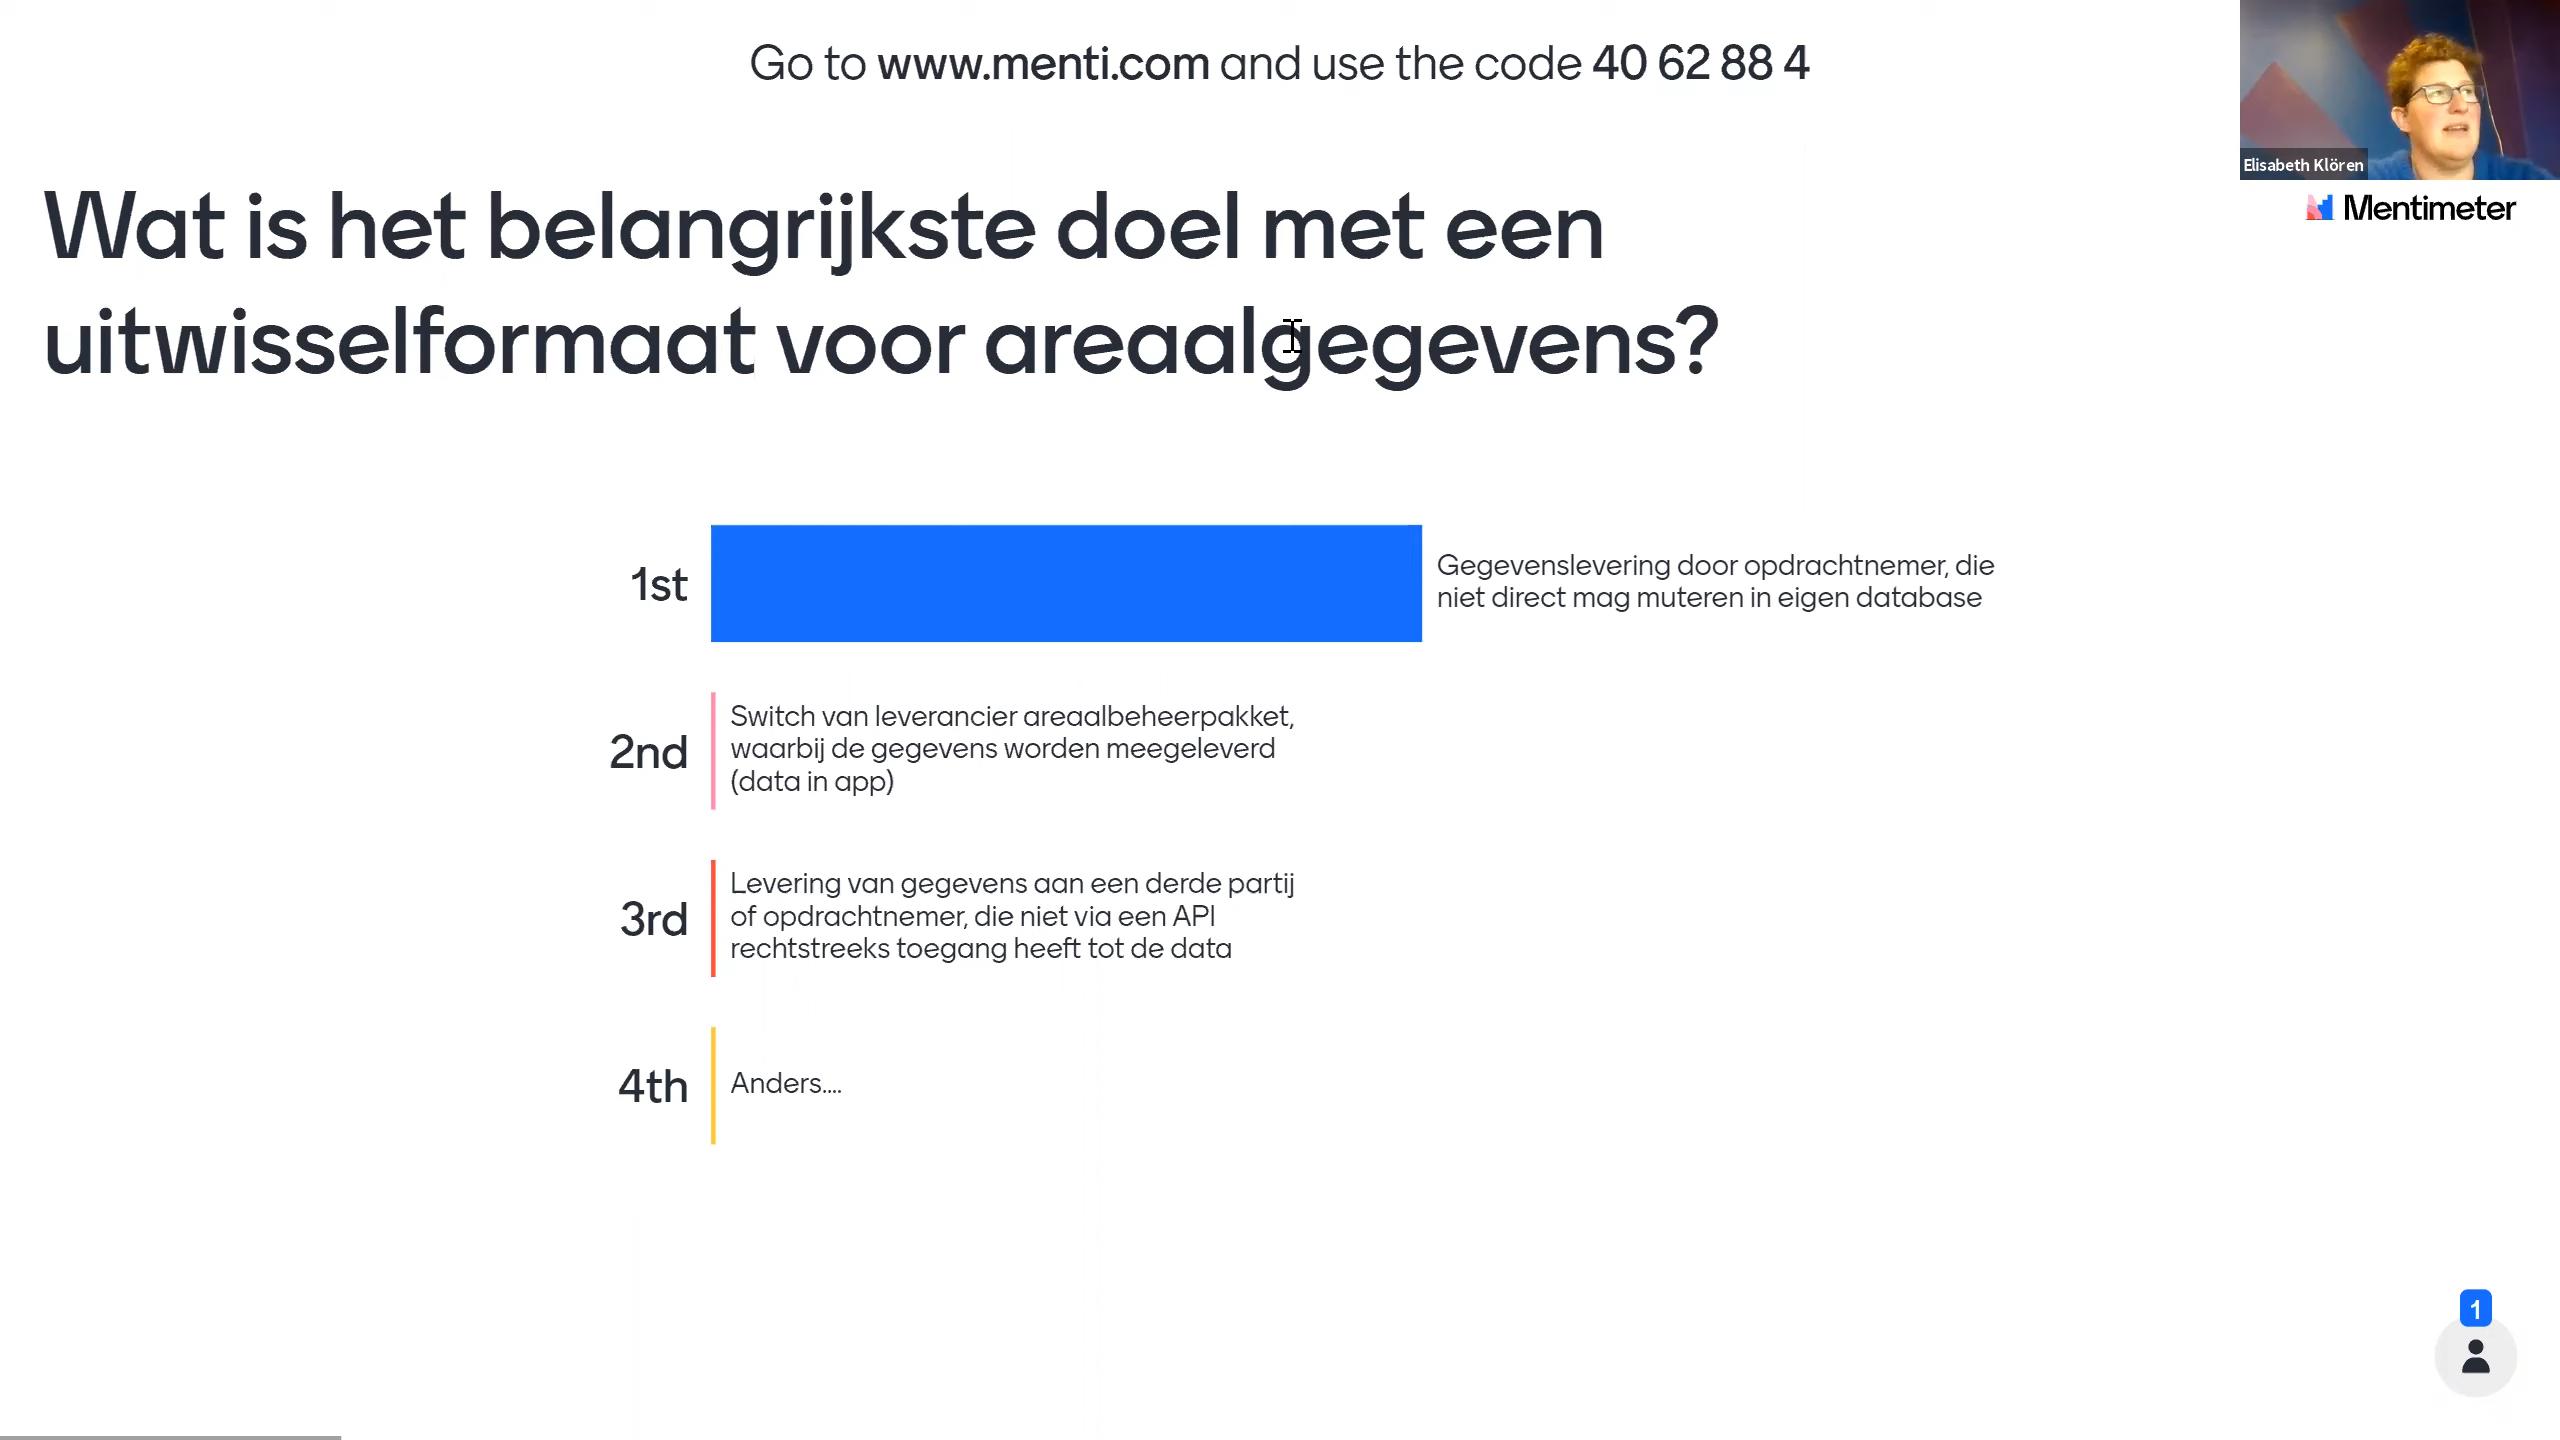 Go to www.menti.com and use the code 40 62 88 4
Elisabeth Klören
Mentimeter
Wat is het belangrijkste doel met een
uitwisselformaat voor areaalgegevens?
1st
Gegevenslevering door opdrachtnemer, die
niet direct mag muteren in eigen database
2nd
Switch van leverancier areaalbeheerpakket,
waarbij de gegevens worden meegeleverd
(data in app)
3rd
Levering van gegevens aan een derde partij
of opdrachtnemer, die niet via een API
rechtstreeks toegang heeft tot de data
4th
Anders....
1